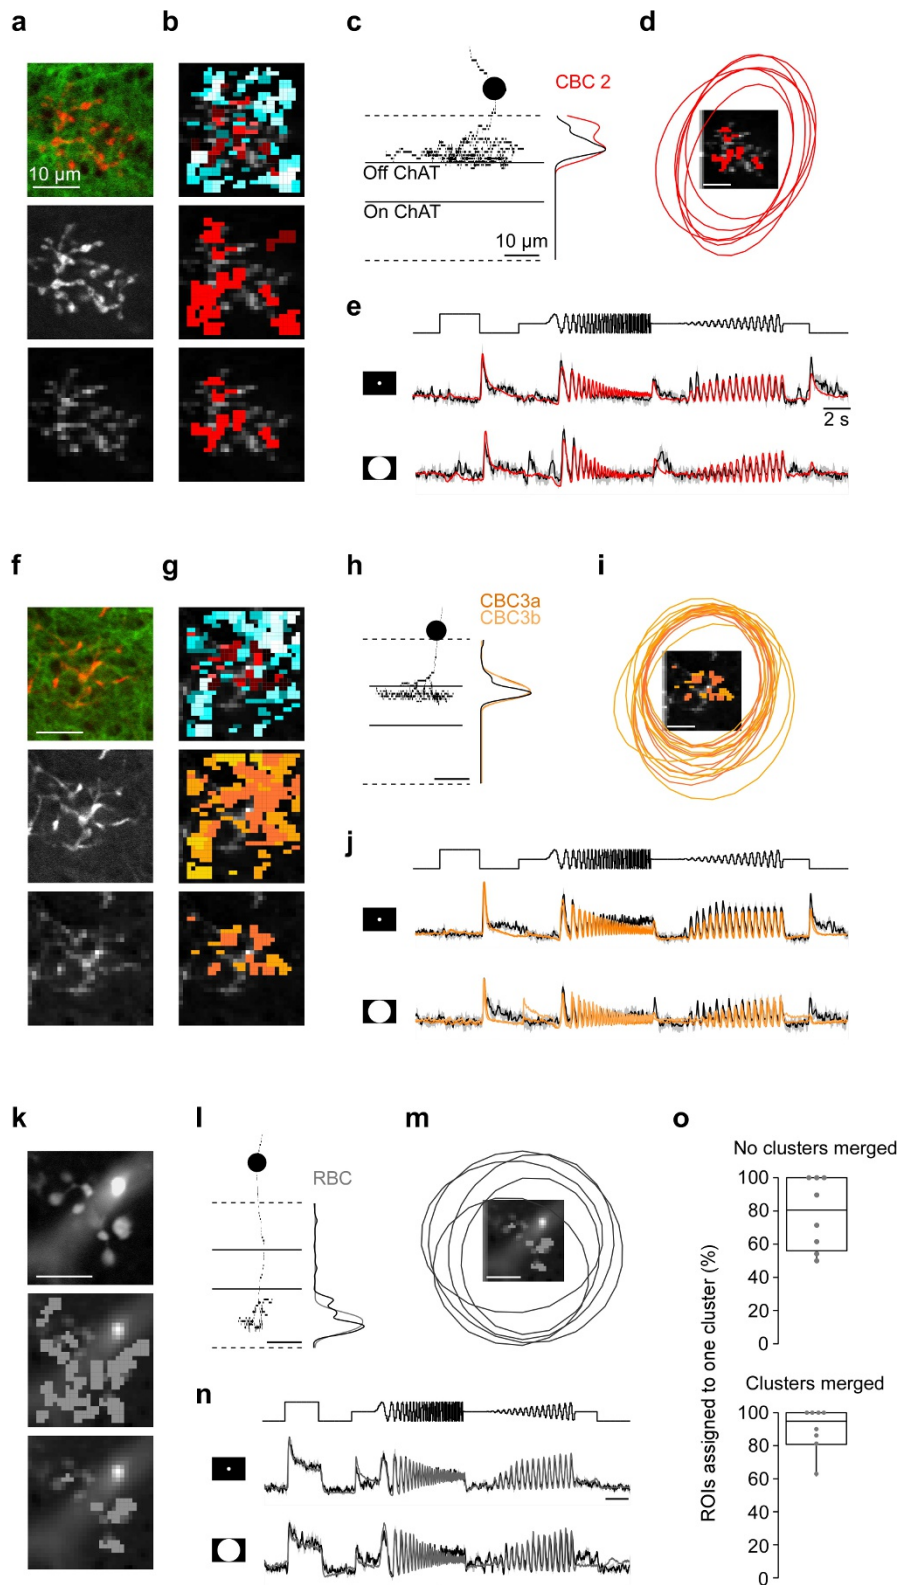 a
b
c
d
10 µm
CBC 2
Off ChAT
On ChAT
10 µm
e
2 s
f
g
h
i
CBC3a
CBC3b
j
k
l
m
o
RBC
No clusters merged
100
80
60
40
20
0
n
Clusters merged
100
80
60
40
20
0
ROIs assigned to one cluster (%)